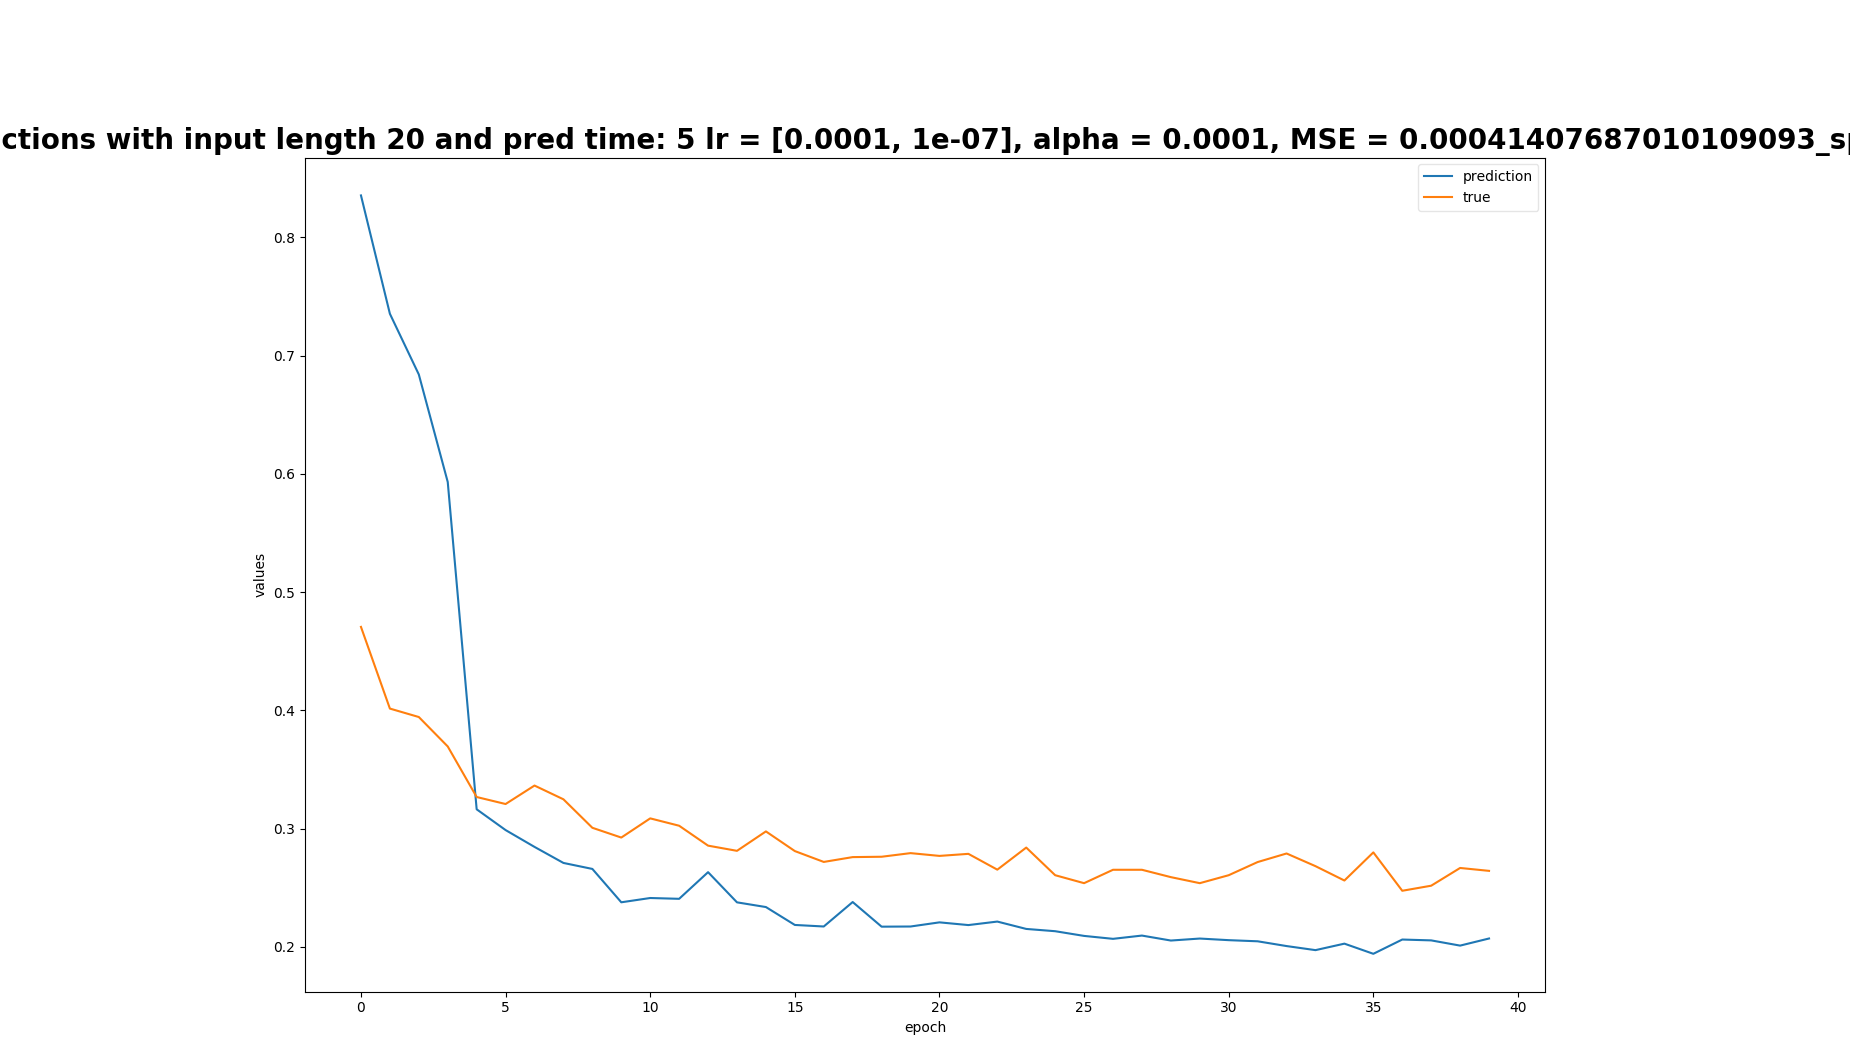 ctions with input length 20 and pred time: 5 lr = [0.0001, 1e-07], alpha = 0.0001, MSE = 0.00041407687010109093_sp
prediction
true
values
0.8
0.7
0.6
0.5
0.4
0.3
0.2
0 5 10 15 20 25 30 35 40
epoch